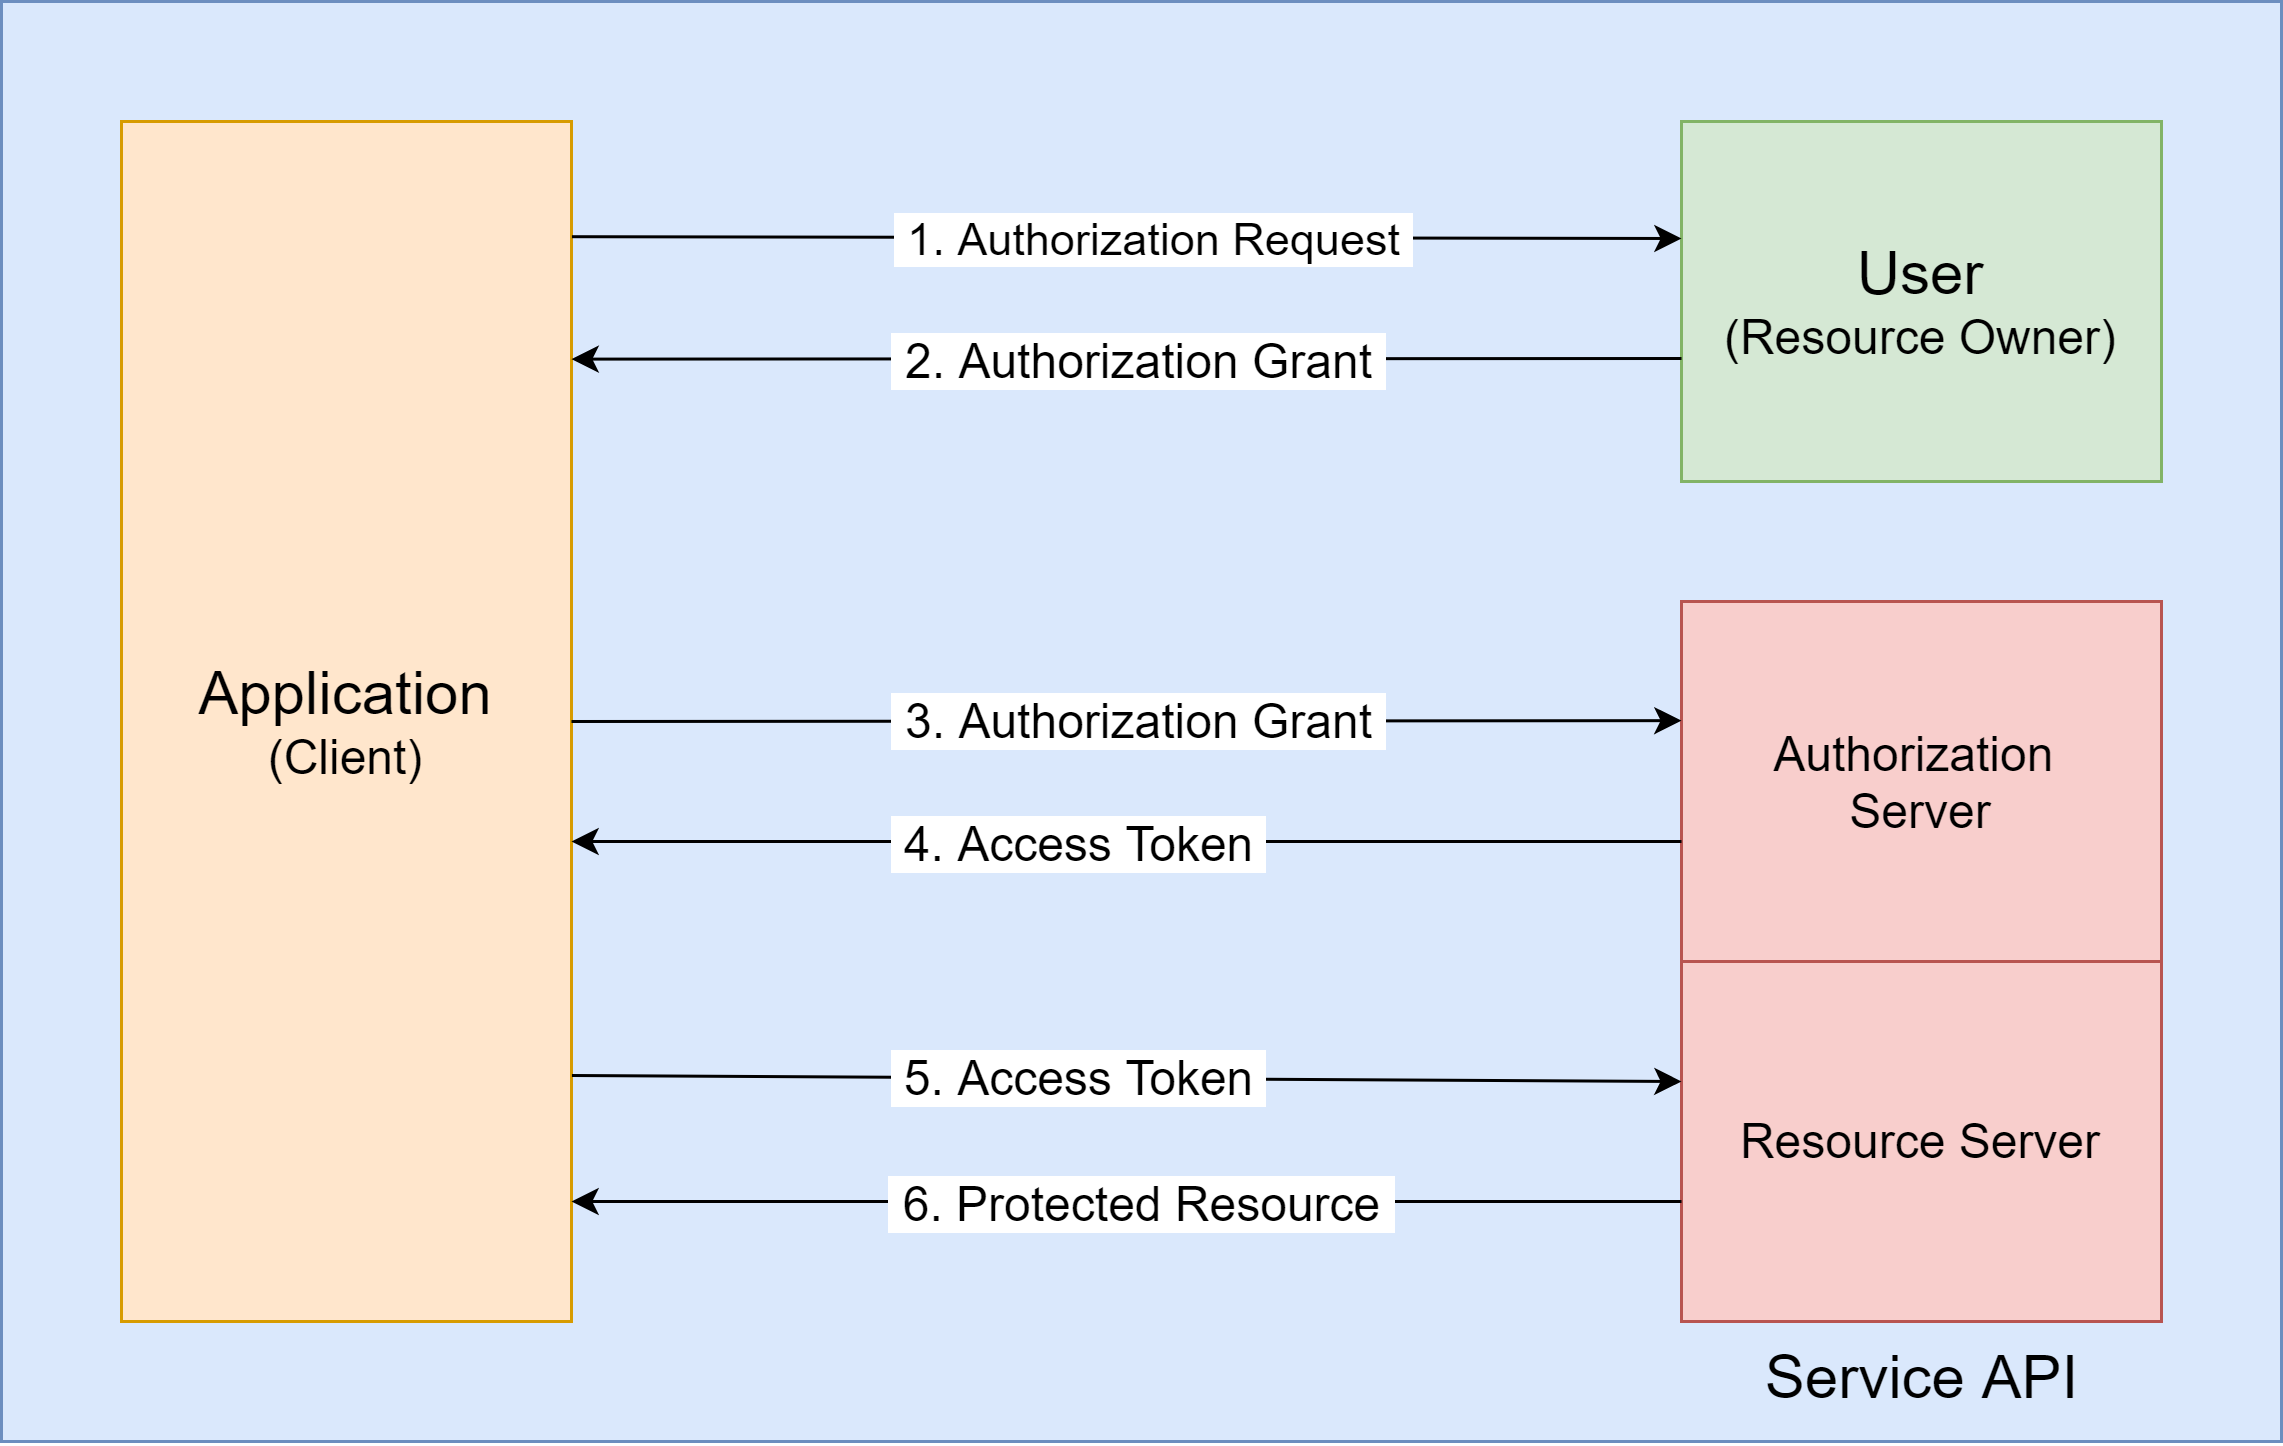 1. Authorization Request
User
(Resource Owner)
2. Authorization Grant
Application
(Client)
3. Authorization Grant
Authorization
Server
4. Access Token
5. Access Token
Resource Server
6. Protected Resource
Service API